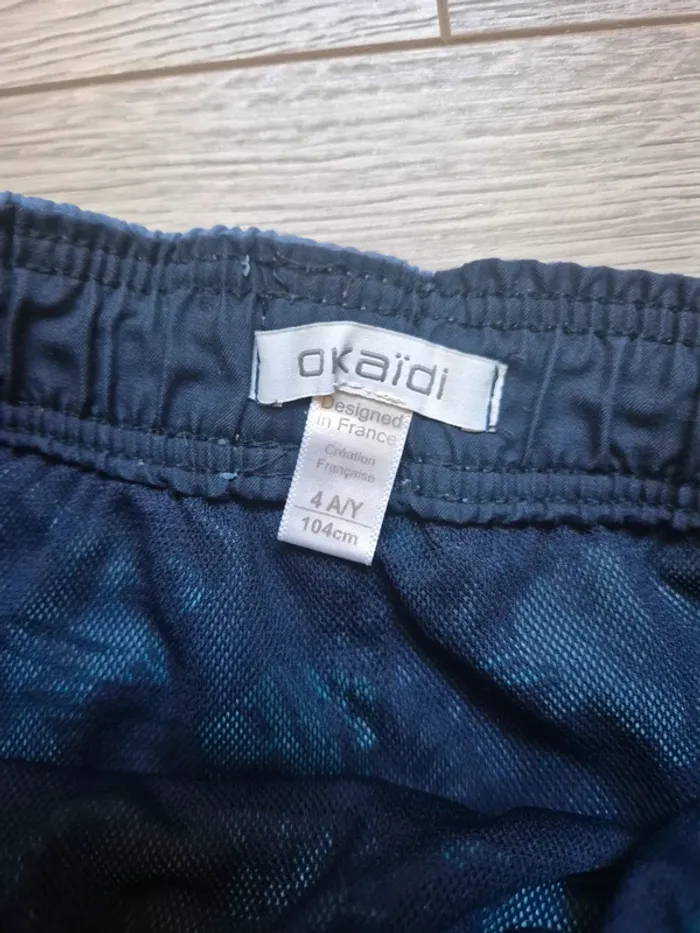 oKaïdi
Designed
in France
Création
Française
4 A/Y
104cm